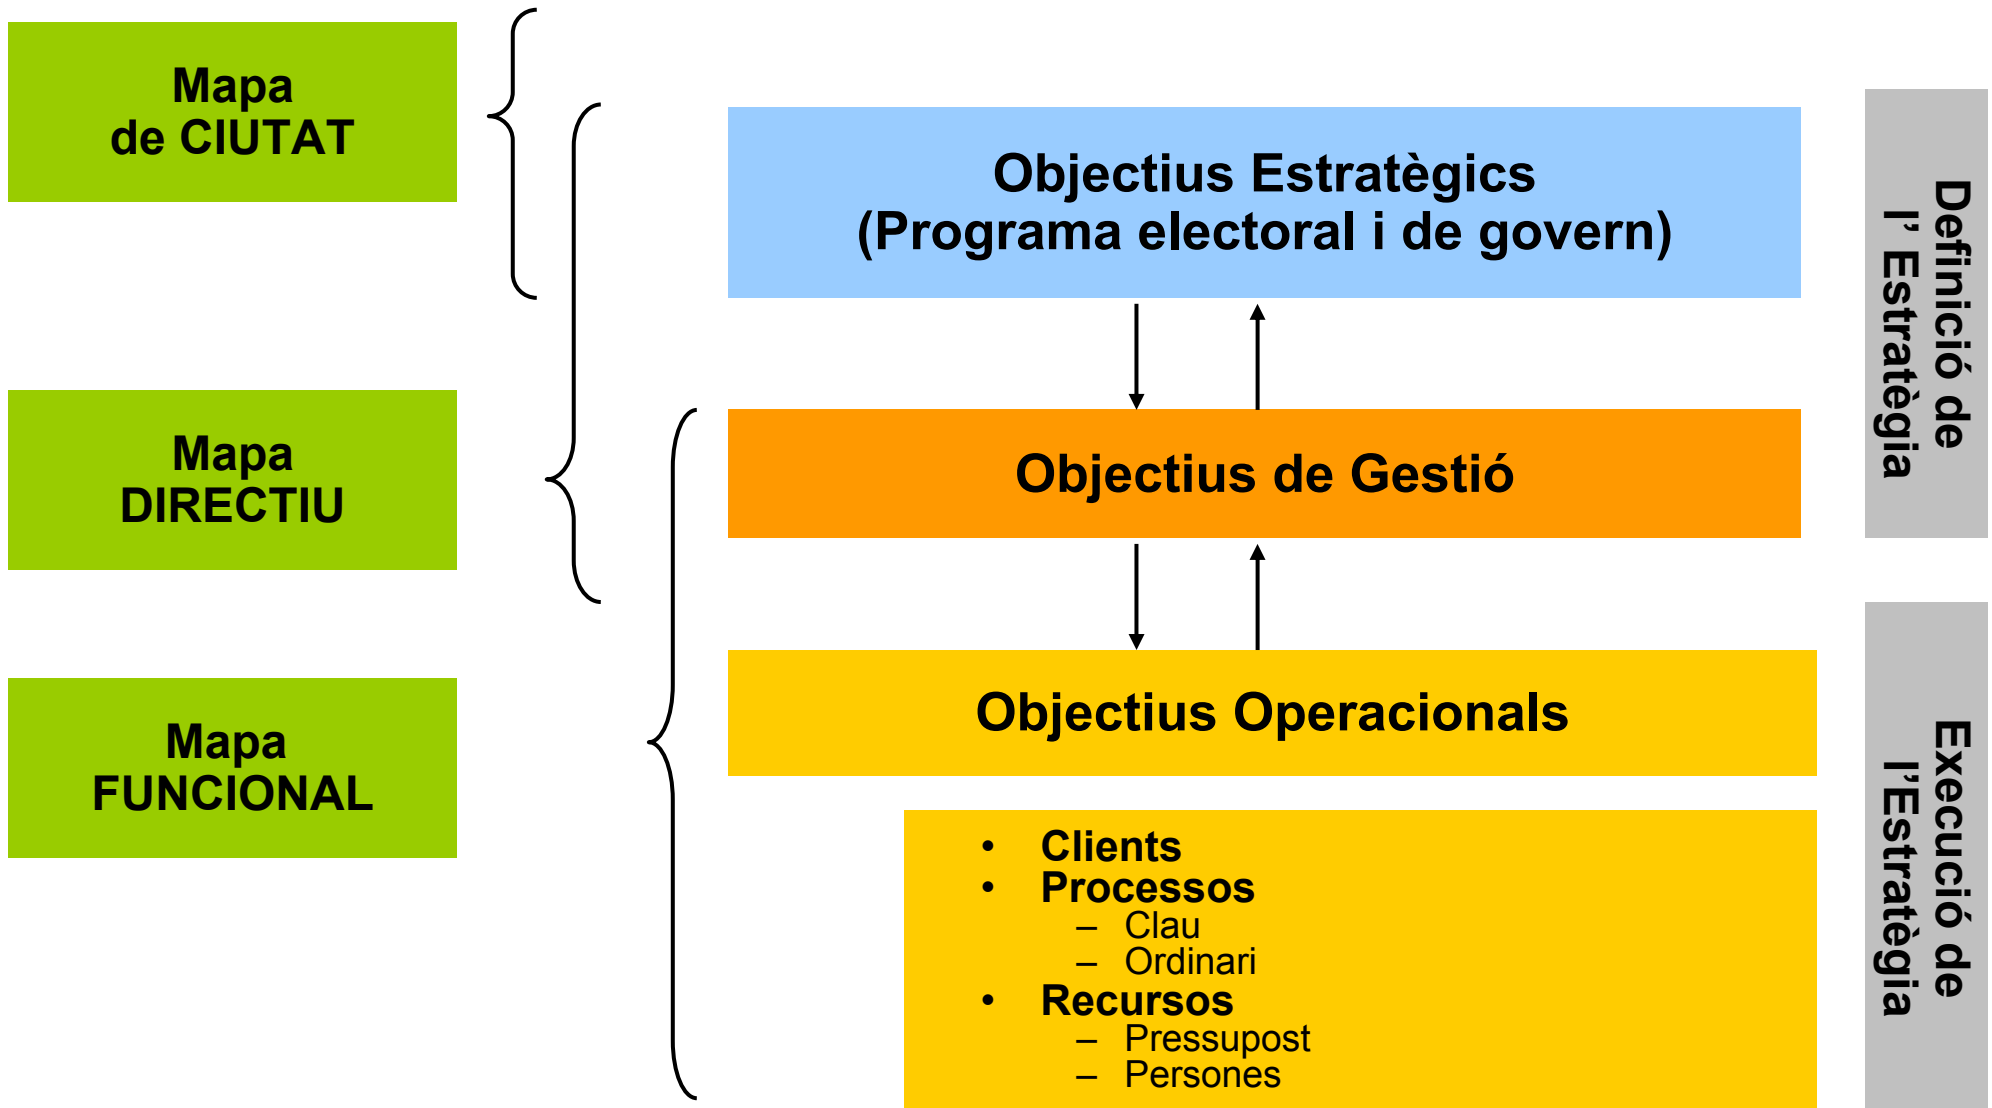 Mapa
de CIUTAT
Mapa
DIRECTIU
Mapa
FUNCIONAL
Objectius Estratègics
(Programa electoral i de govern)
Objectius de Gestió
Objectius Operacionals
• Clients
• Processos
– Clau
– Ordinari
• Recursos
– Pressupost
– Persones
Definició de
l’ Estratègia
Execució de
l’Estratègia